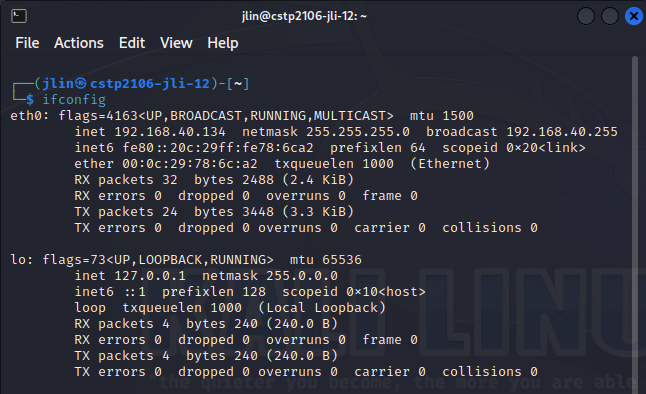 jlin@cstp2106-jli-12: ~
File Actions Edit View Help
┌──(jlin㉿cstp2106-jli-12)-[~]
└─$ ifconfig
eth0: flags=4163<UP,BROADCAST,RUNNING,MULTICAST> mtu 1500
inet 192.168.40.134 netmask 255.255.255.0 broadcast 192.168.40.255
inet6 fe80::20c:29ff:fe78:6ca2 prefixlen 64 scopeid 0×20<link>
ether 00:0c:29:78:6c:a2 txqueuelen 1000 (Ethernet)
RX packets 32 bytes 2488 (2.4 KiB)
RX errors 0 dropped 0 overruns 0 frame 0
TX packets 24 bytes 3448 (3.3 KiB)
TX errors 0 dropped 0 overruns 0 carrier 0 collisions 0
lo: flags=73<UP,LOOPBACK,RUNNING> mtu 65536
inet 127.0.0.1 netmask 255.0.0.0
inet6 ::1 prefixlen 128 scopeid 0×10<host>
loop txqueuelen 1000 (Local Loopback)
RX packets 4 bytes 240 (240.0 B)
RX errors 0 dropped 0 overruns 0 frame 0
TX packets 4 bytes 240 (240.0 B)
TX errors 0 dropped 0 overruns 0 carrier 0 collisions 0
KALI LINU
"the quieter you become, the more you are able